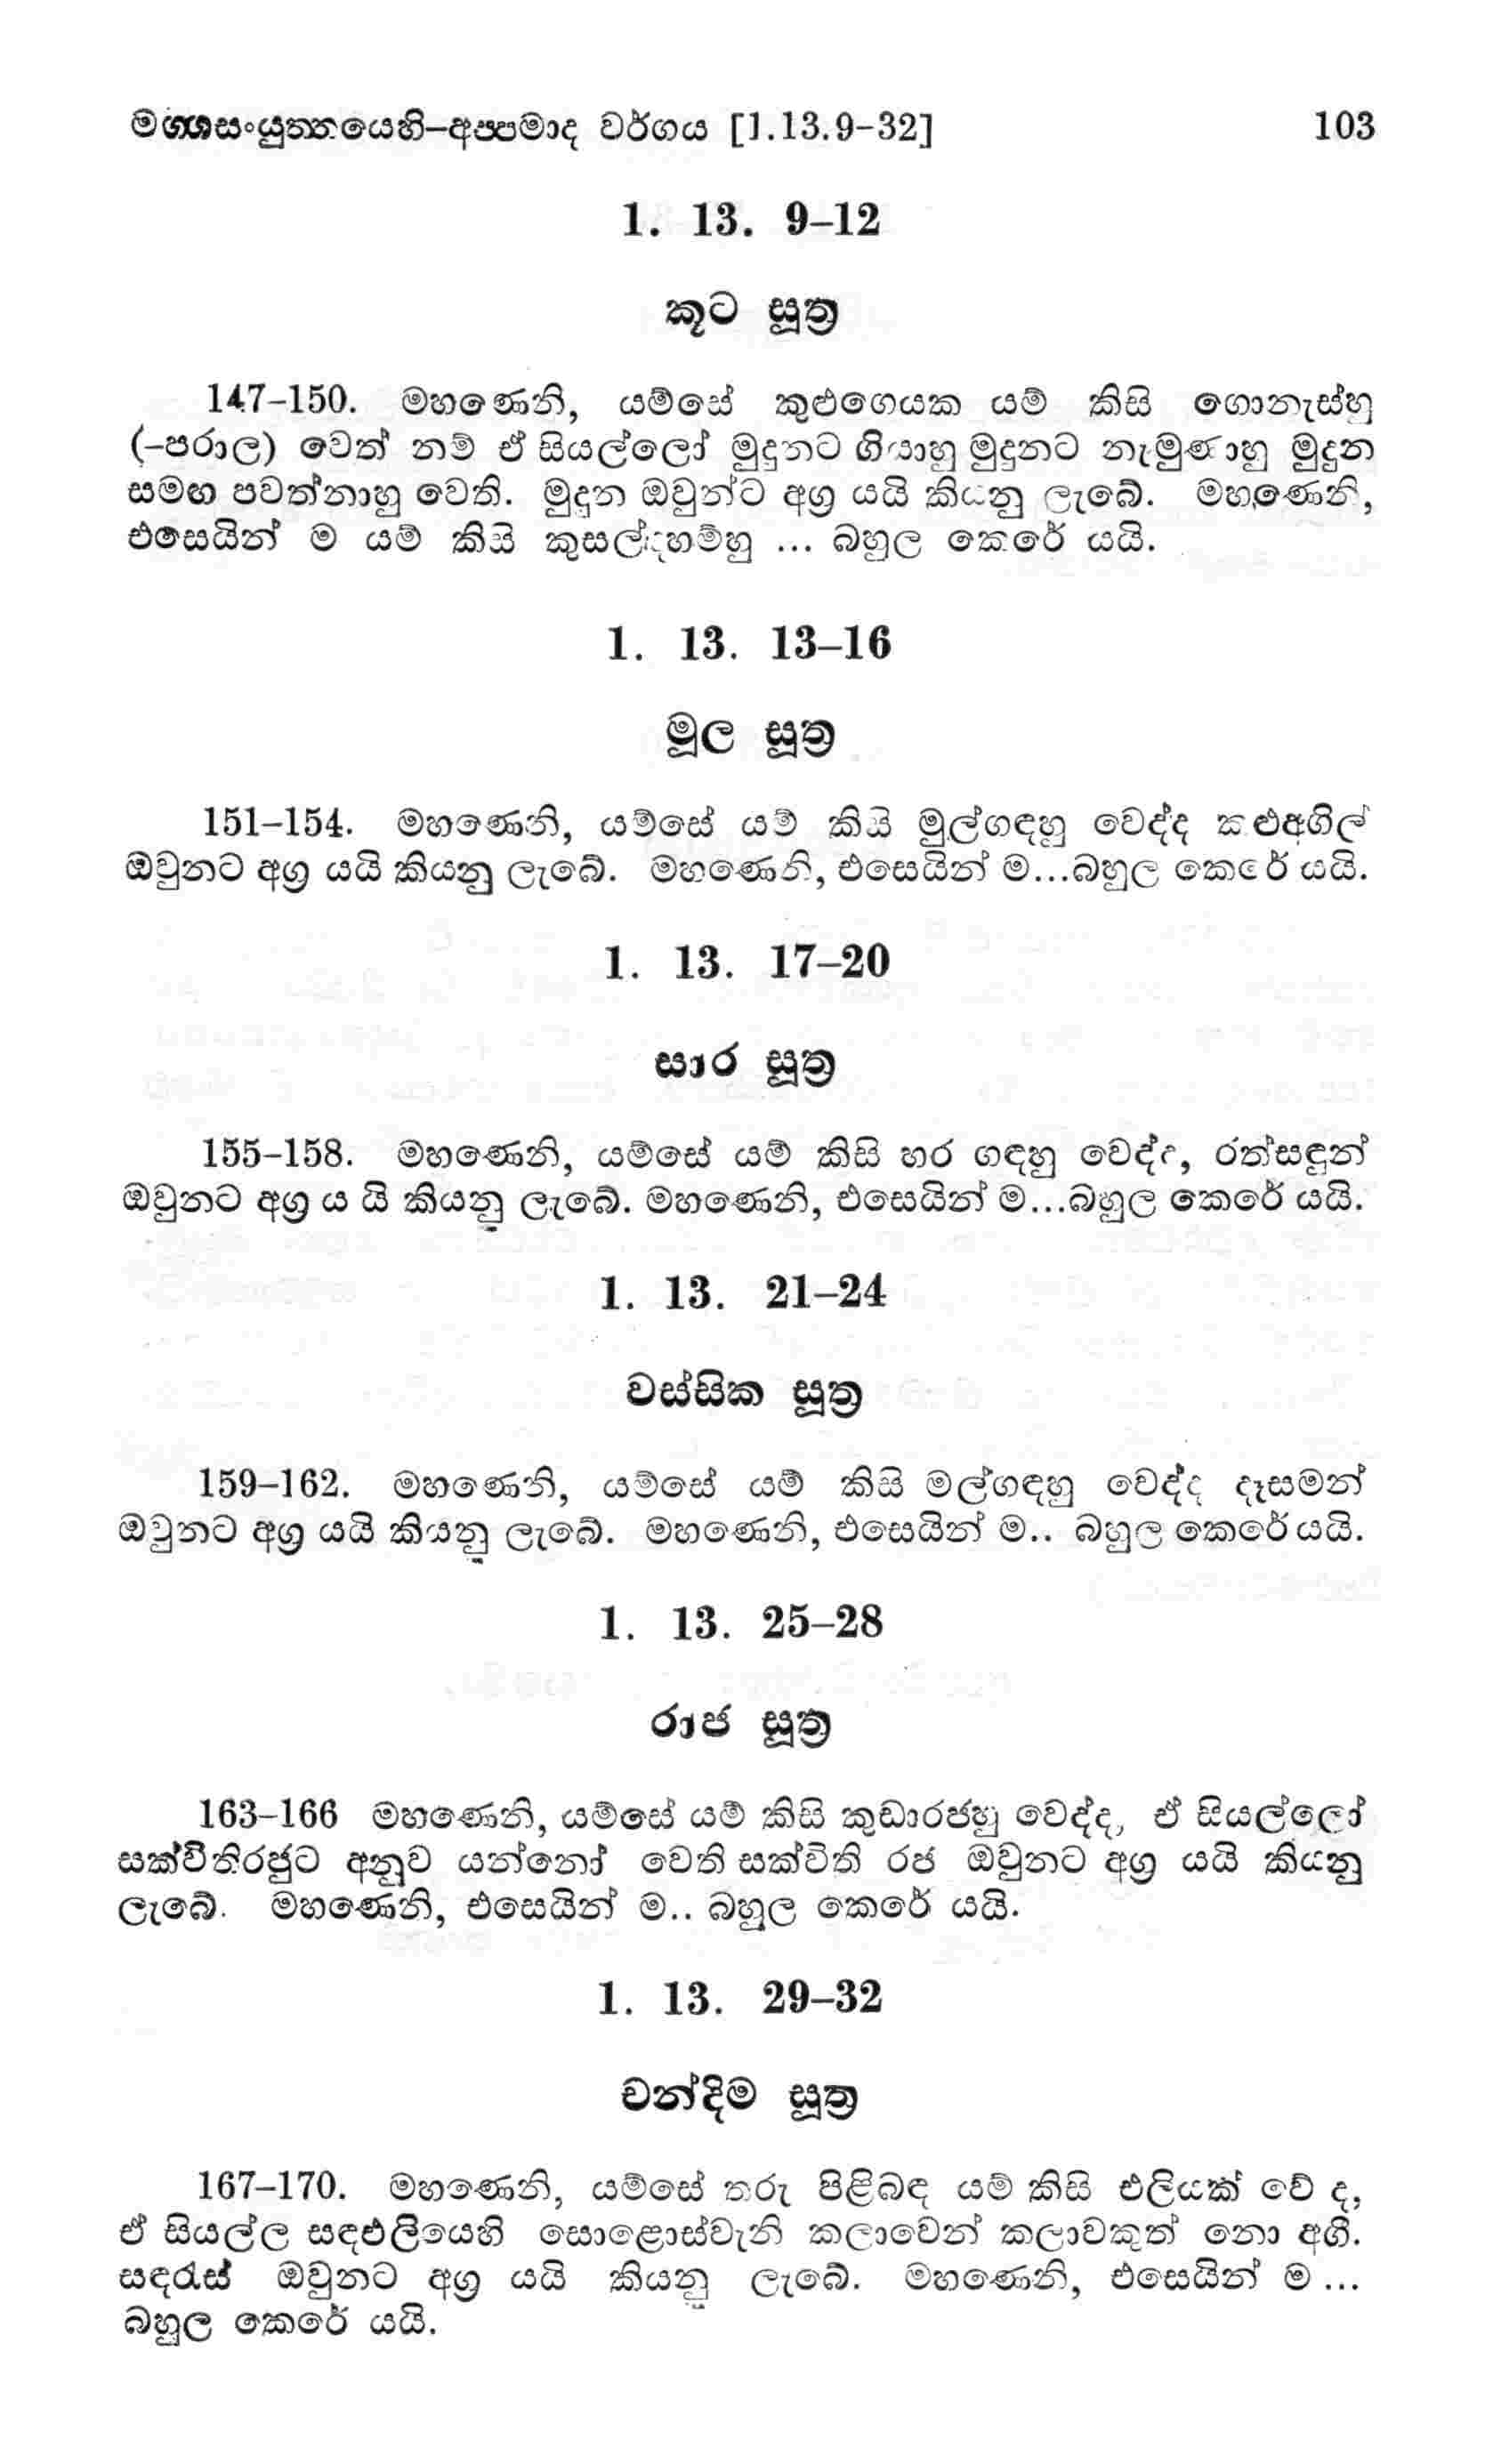 මග්ගසංයුත්තයෙහි–අප්පමාද වර්ගය [1.13.9-32] 103
1. 13. 9–12
කූට සූත්‍ර
147–150. මහණෙනි, යම්සේ කුළුගෙයක යම් කිසි ගොනැස්හු
(–පරාල) වෙත් නම් ඒ සියල්ලෝ මුදුනට ගියාහු මුදුනට නැමුණාහු මුදුන
සමඟ පවත්නාහු වෙති. මුදුන ඔවුන්ට අග්‍ර යයි කියනු ලැබේ. මහණෙනි,
එසෙයින් ම යම් කිසි කුසල්දහම්හු ... බහුල කෙරේ යයි.
1. 13. 13–16
මූල සූත්‍ර
151–154. මහණෙනි, යම්සේ යම් කිසි මුල්ගඳහු වෙද්ද කළුඅගිල්
ඔවුනට අග්‍ර යයි කියනු ලැබේ. මහණෙනි, එසෙයින් ම...බහුල කෙරේ යයි.
1. 13. 17–20
සාර සූත්‍ර
155–158. මහණෙනි, යම්සේ යම් කිසි හර ගඳහු වෙද්ද, රත්සඳුන්
ඔවුනට අග්‍ර ය යි කියනු ලැබේ. මහණෙනි, එසෙයින් ම...බහුල කෙරේ යයි.
1. 13. 21–24
වස්සික සූත්‍ර
159–162. මහණෙනි, යම්සේ යම් කිසි මල්ගඳහු වෙද්ද දෑසමන්
ඔවුනට අග්‍ර යයි කියනු ලැබේ. මහණෙනි, එසෙයින් ම.. බහුල කෙරේ යයි.
1. 13. 25–28
රාජ සූත්‍ර
163–166 මහණෙනි, යම්සේ යම් කිසි කුඩාරජහු වෙද්ද, ඒ සියල්ලෝ
සක්විතිරජුට අනුව යන්නෝ වෙති සක්විති රජ ඔවුනට අග්‍ර යයි කියනු
ලැබේ. මහණෙනි, එසෙයින් ම.. බහුල කෙරේ යයි.
1. 13. 29–32
චන්දිම සූත්‍ර
167–170. මහණෙනි, යම්සේ තරු පිළිබඳ යම් කිසි එලියක් වේ ද,
ඒ සියල්ල සඳඑලියෙහි සොළොස්වැනි කලාවෙන් කලාවකුත් නො අගී.
සඳරැස් ඔවුනට අග්‍ර යයි කියනු ලැබේ. මහණෙනි, එසෙයින් ම ...
බහුල කෙරේ යයි.